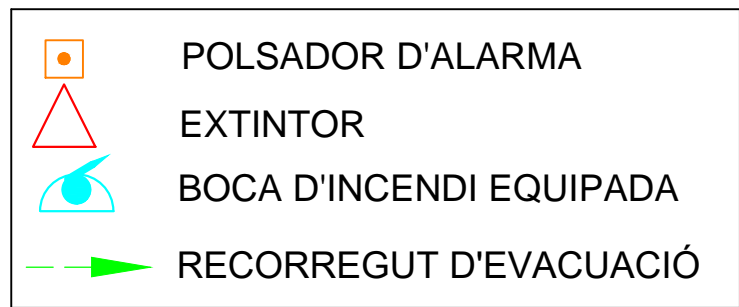 POLSADOR D'ALARMA
EXTINTOR
BOCA D'INCENDI EQUIPADA
RECORREGUT D'EVACUACIÓ